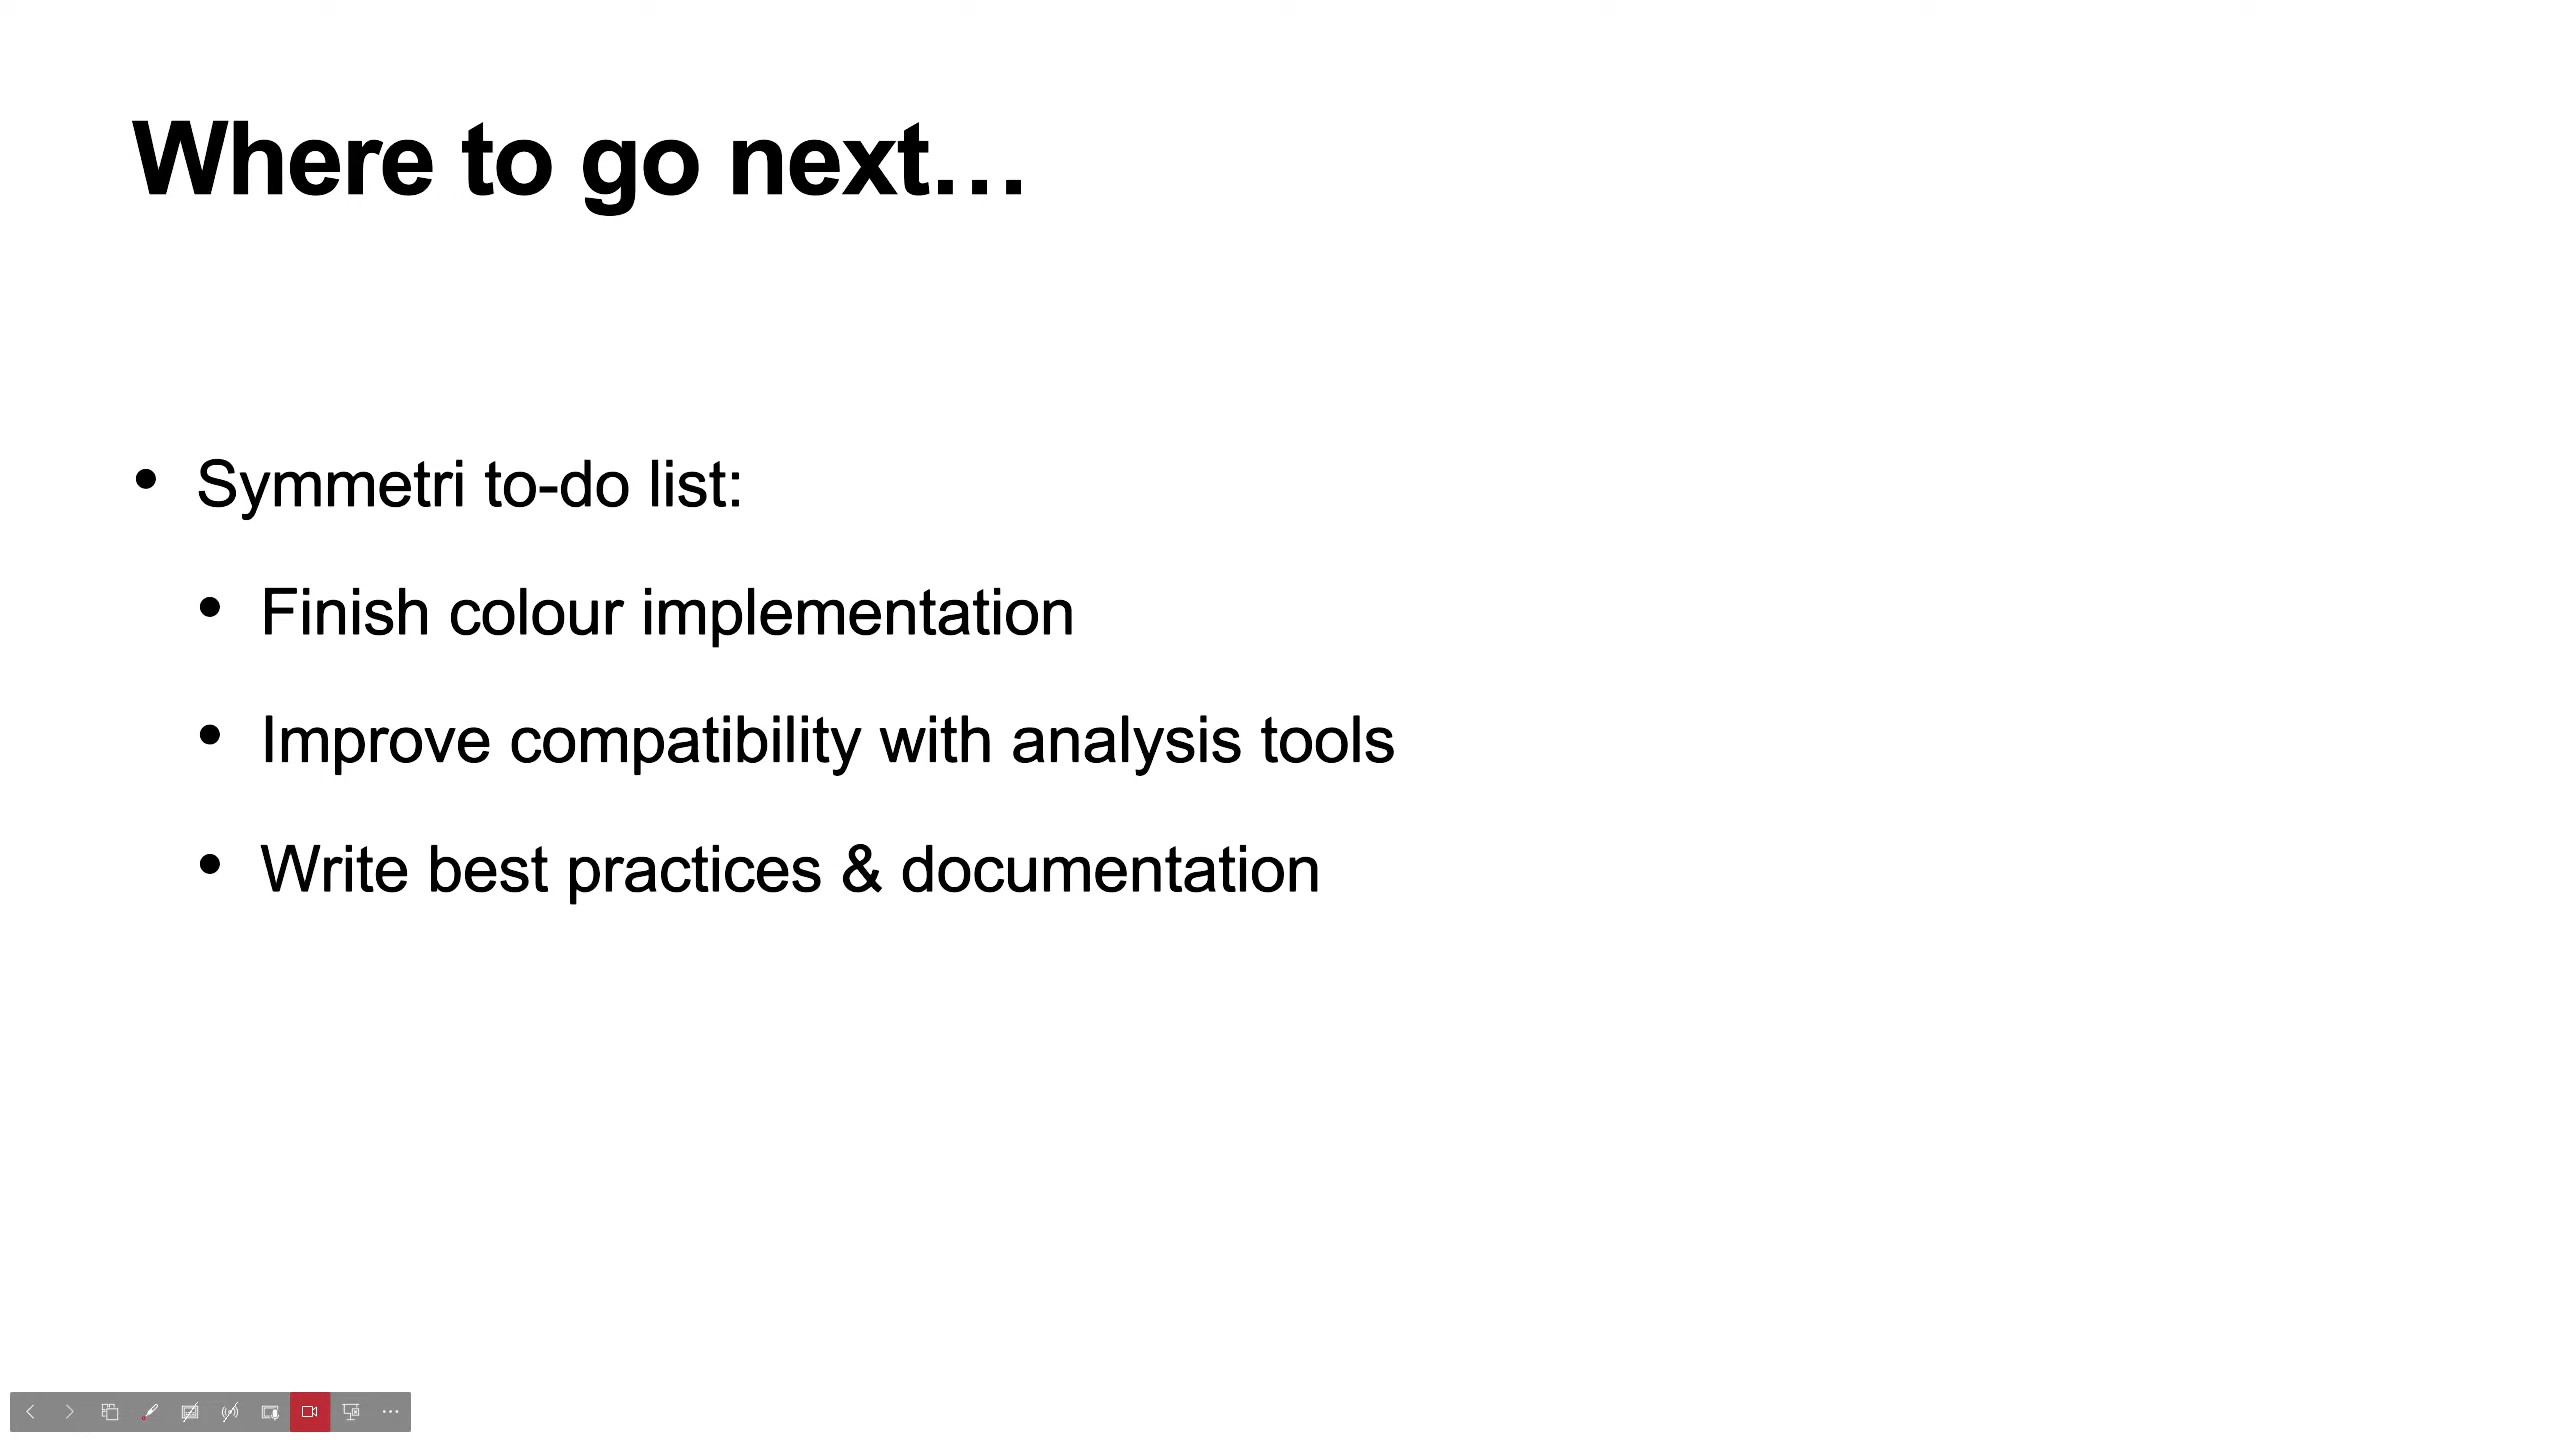 Where to go next…
• Symmetri to-do list:
• Finish colour implementation
• Improve compatibility with analysis tools
• Write best practices & documentation